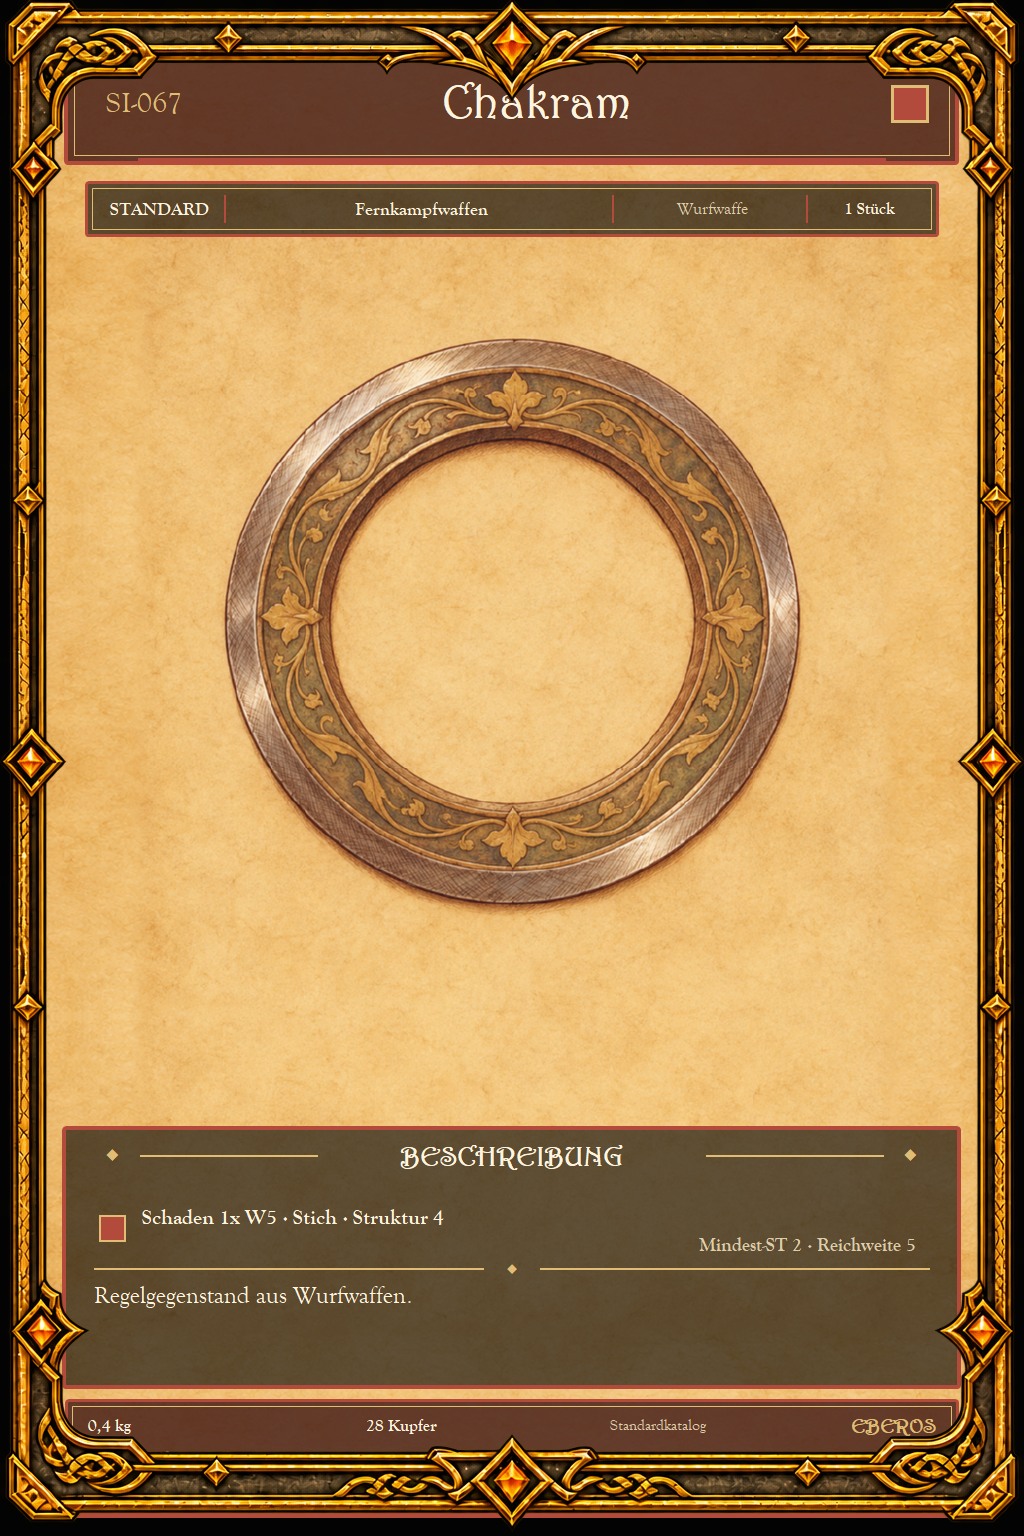 SI-067 Chakram
STANDARD Fernkampfwaffen Wurfwaffe 1 Stück
BESCHREIBUNG
Schaden 1x W5 · Stich · Struktur 4
Mindest-ST 2 · Reichweite 5
Regelgegenstand aus Wurfwaffen.
0,4 kg 28 Kupfer Standardkatalog EBEROS